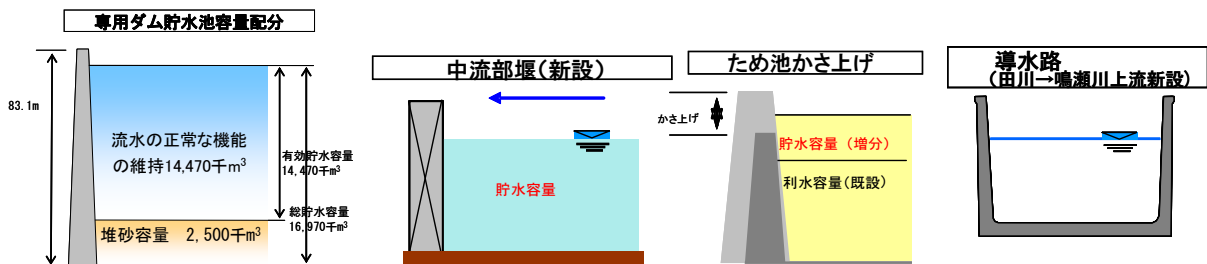 専用ダム貯水池容量配分
83.1m
流水の正常な機能
の維持14,470千m³
有効貯水容量
14,470千m³
総貯水容量
16,970千m³
堆砂容量 2,500千m³
中流部堰(新設)
貯水容量
ため池かさ上げ
かさ上げ
貯水容量（増分）
利水容量(既設)
導水路
(田川→鳴瀬川上流新設)